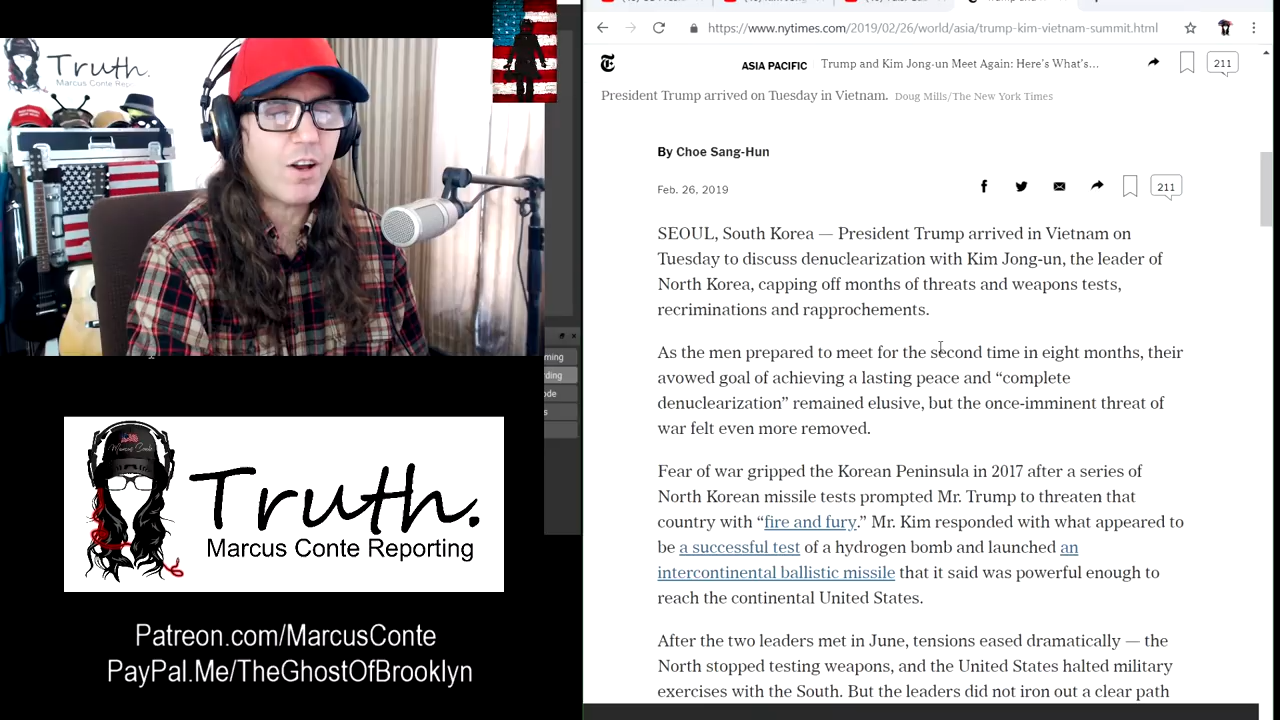 https://www.nytimes.com/2019/02/26/world/asia/trump-kim-vietnam-summit.html
ASIA PACIFIC
Trump and Kim Jong-un Meet Again: Here's What's…
211
President Trump arrived on Tuesday in Vietnam. Doug Mills/The New York Times
By Choe Sang-Hun
Feb. 26, 2019
211
SEOUL, South Korea — President Trump arrived in Vietnam on
Tuesday to discuss denuclearization with Kim Jong-un, the leader of
North Korea, capping off months of threats and weapons tests,
recriminations and rapprochements.
As the men prepared to meet for the second time in eight months, their
avowed goal of achieving a lasting peace and “complete
denuclearization” remained elusive, but the once-imminent threat of
war felt even more removed.
Fear of war gripped the Korean Peninsula in 2017 after a series of
North Korean missile tests prompted Mr. Trump to threaten that
country with “fire and fury.” Mr. Kim responded with what appeared to
be a successful test of a hydrogen bomb and launched an
intercontinental ballistic missile that it said was powerful enough to
reach the continental United States.
After the two leaders met in June, tensions eased dramatically — the
North stopped testing weapons, and the United States halted military
exercises with the South. But the leaders did not iron out a clear path
Truth.
Truth.
Marcus Conte Reporting
Patreon.com/MarcusConte
PayPal.Me/TheGhostOfBrooklyn